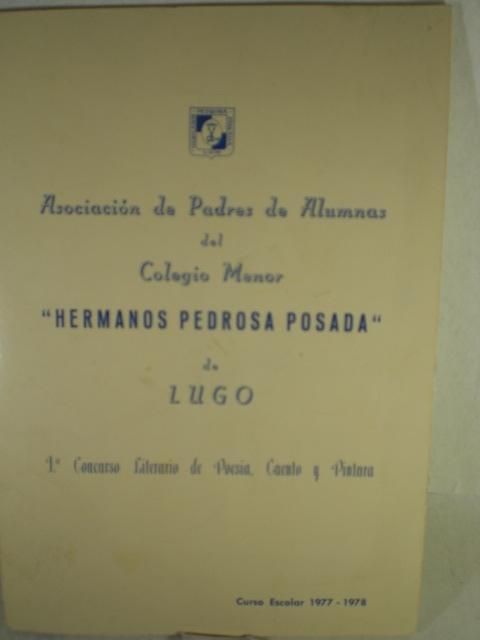 Asociación de Padres de Alumnas
del
Colegio Menor
"HERMANOS PEDROSA POSADA"
de
LUGO
1.º Concurso Literario de Poesía, Cuento y Pintura
Curso Escolar 1977 - 1978